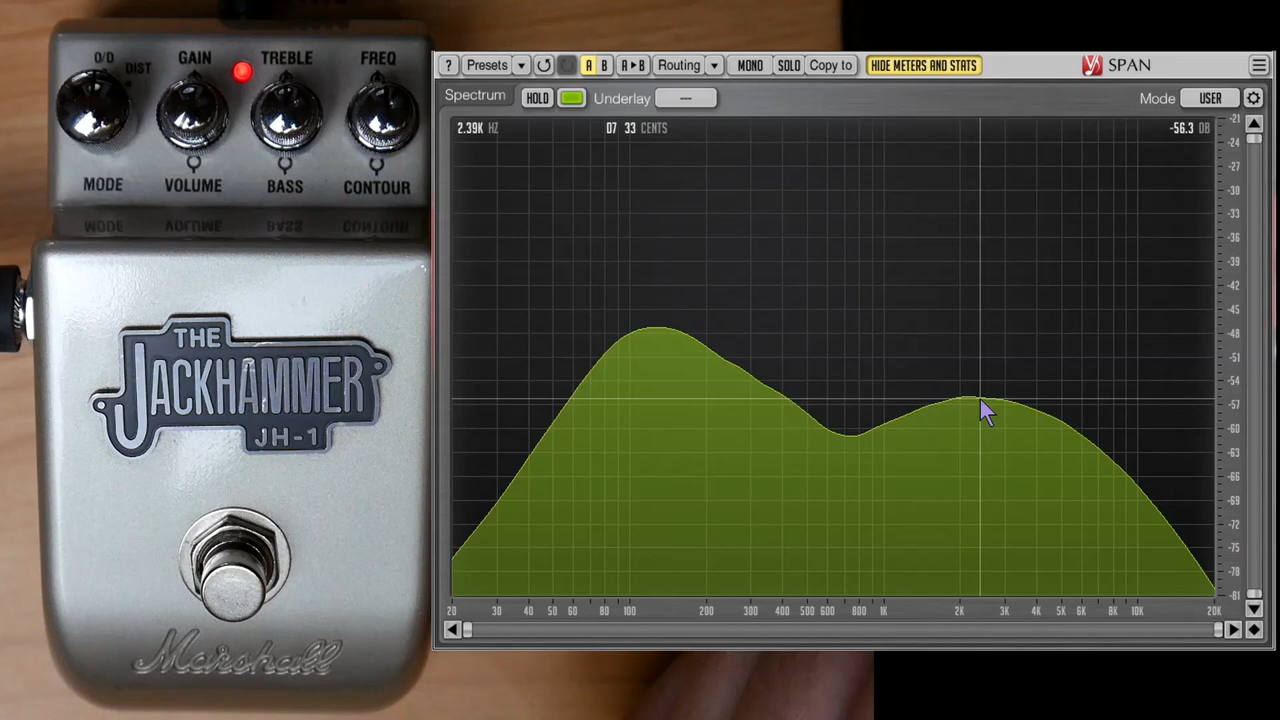 O/D
DIST
GAIN
TREBLE
FREQ
MODE
VOLUME
BASS
CONTOUR
THE
JACKHAMMER
JH-1
Marshall
? Presets A B A▸B Routing MONO SOLO Copy to HIDE METERS AND STATS SPAN
Spectrum HOLD Underlay --- Mode USER
2.39K HZ D7 33 CENTS -56.3 DB
-21
-24
-27
-30
-33
-36
-39
-42
-45
-48
-51
-54
-57
-60
-63
-66
-69
-72
-75
-78
-81
20 30 40 50 60 80 100 200 300 400 500 600 800 1K 2K 3K 4K 5K 6K 8K 10K 20K